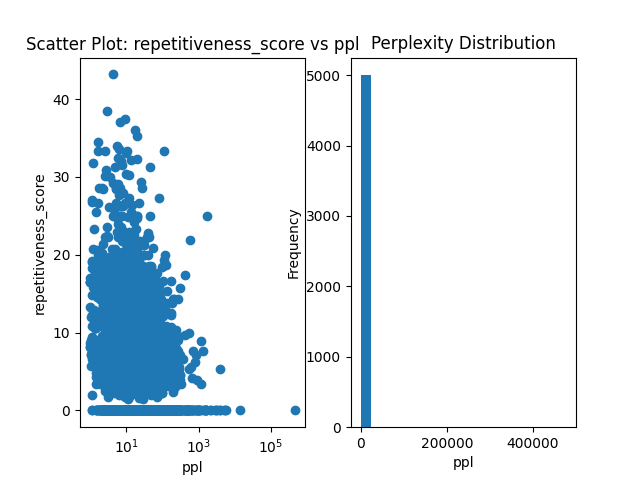 Scatter Plot: repetitiveness_score vs ppl
repetitiveness_score
40
30
20
10
0
10^1
10^3
10^5
ppl
Perplexity Distribution
Frequency
5000
4000
3000
2000
1000
0
0
200000
400000
ppl